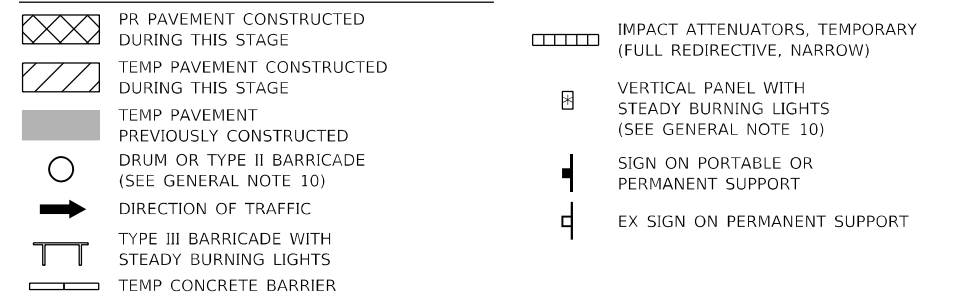 PR PAVEMENT CONSTRUCTED
DURING THIS STAGE
TEMP PAVEMENT CONSTRUCTED
DURING THIS STAGE
TEMP PAVEMENT
PREVIOUSLY CONSTRUCTED
DRUM OR TYPE II BARRICADE
(SEE GENERAL NOTE 10)
DIRECTION OF TRAFFIC
TYPE III BARRICADE WITH
STEADY BURNING LIGHTS
TEMP CONCRETE BARRIER
IMPACT ATTENUATORS, TEMPORARY
(FULL REDIRECTIVE, NARROW)
VERTICAL PANEL WITH
STEADY BURNING LIGHTS
(SEE GENERAL NOTE 10)
SIGN ON PORTABLE OR
PERMANENT SUPPORT
EX SIGN ON PERMANENT SUPPORT